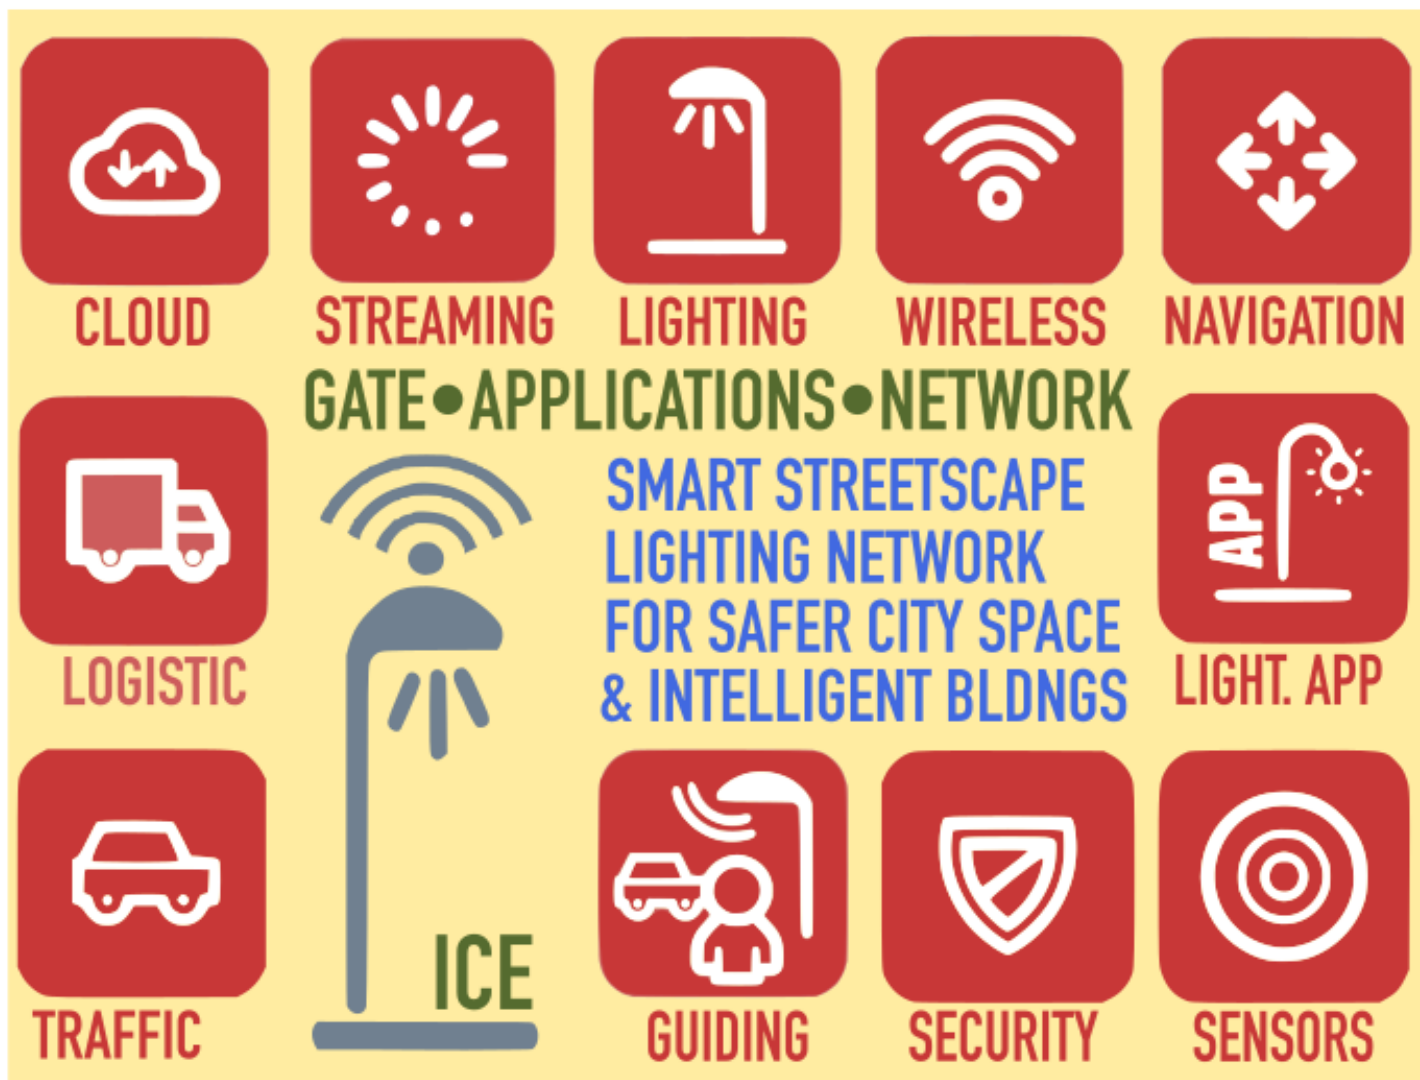 CLOUD
STREAMING
LIGHTING
WIRELESS
NAVIGATION
GATE•APPLICATIONS•NETWORK
SMART STREETSCAPE
LIGHTING NETWORK
FOR SAFER CITY SPACE
& INTELLIGENT BLDNGS
APP
LOGISTIC
LIGHT. APP
ICE
TRAFFIC
GUIDING
SECURITY
SENSORS